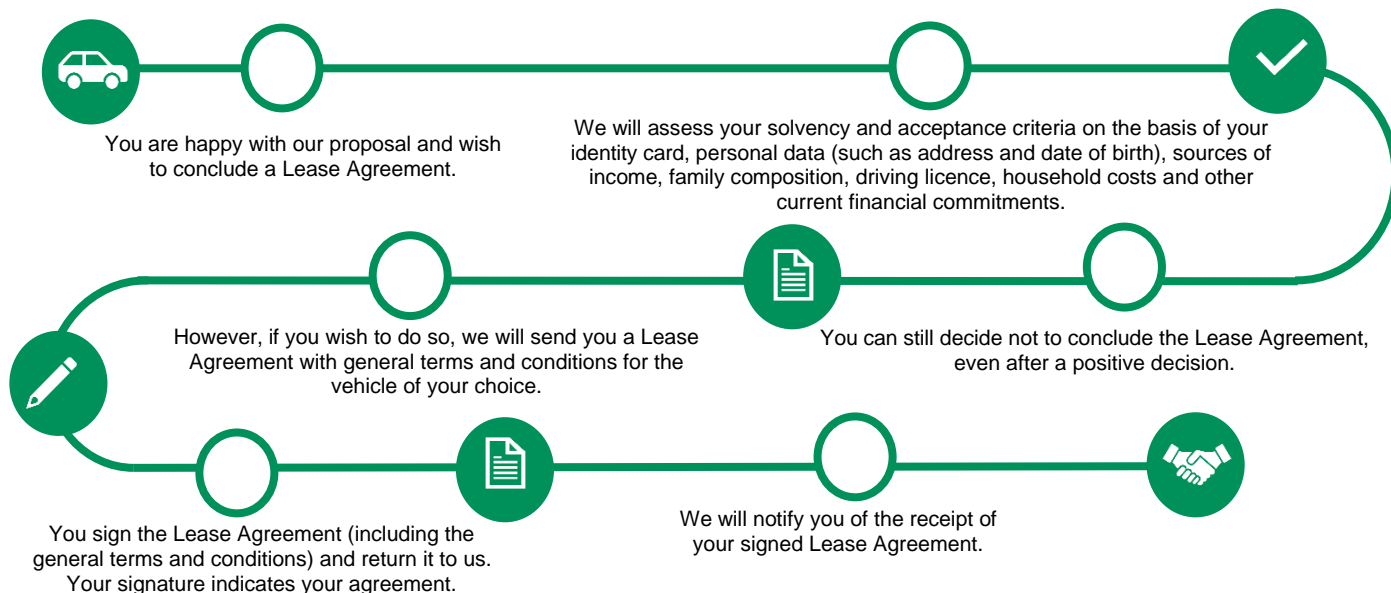 You are happy with our proposal and wish
to conclude a Lease Agreement.
We will assess your solvency and acceptance criteria on the basis of your
identity card, personal data (such as address and date of birth), sources of
income, family composition, driving licence, household costs and other
current financial commitments.
You can still decide not to conclude the Lease Agreement,
even after a positive decision.
However, if you wish to do so, we will send you a Lease
Agreement with general terms and conditions for the
vehicle of your choice.
You sign the Lease Agreement (including the
general terms and conditions) and return it to us.
Your signature indicates your agreement.
We will notify you of the receipt of
your signed Lease Agreement.